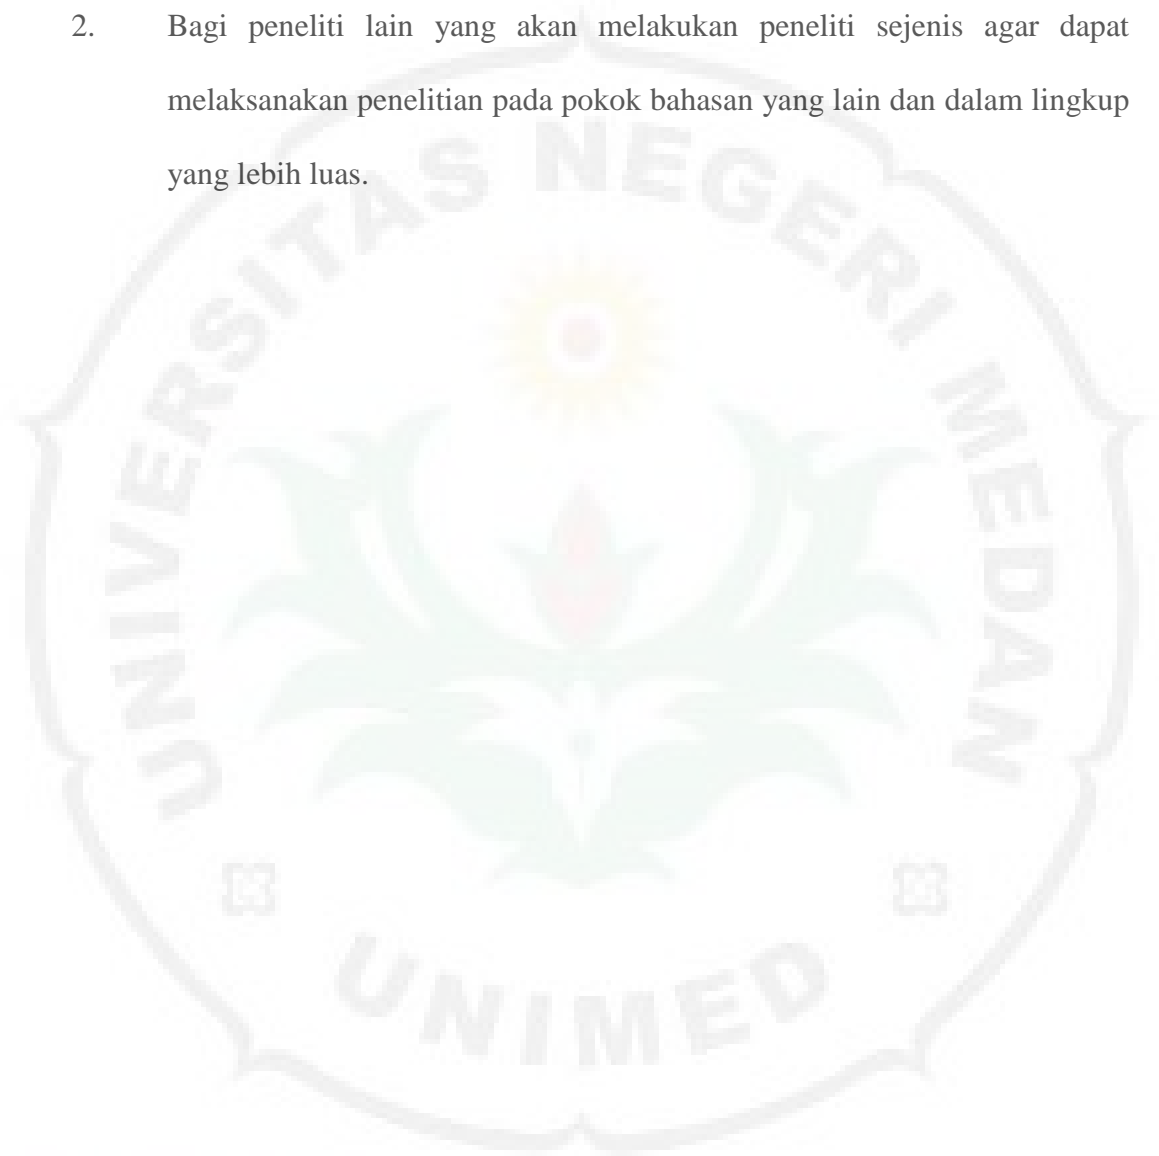 2. Bagi peneliti lain yang akan melakukan peneliti sejenis agar dapat
melaksanakan penelitian pada pokok bahasan yang lain dan dalam lingkup
yang lebih luas.
UNIVERSITAS NEGERI MEDAN
UNIMED